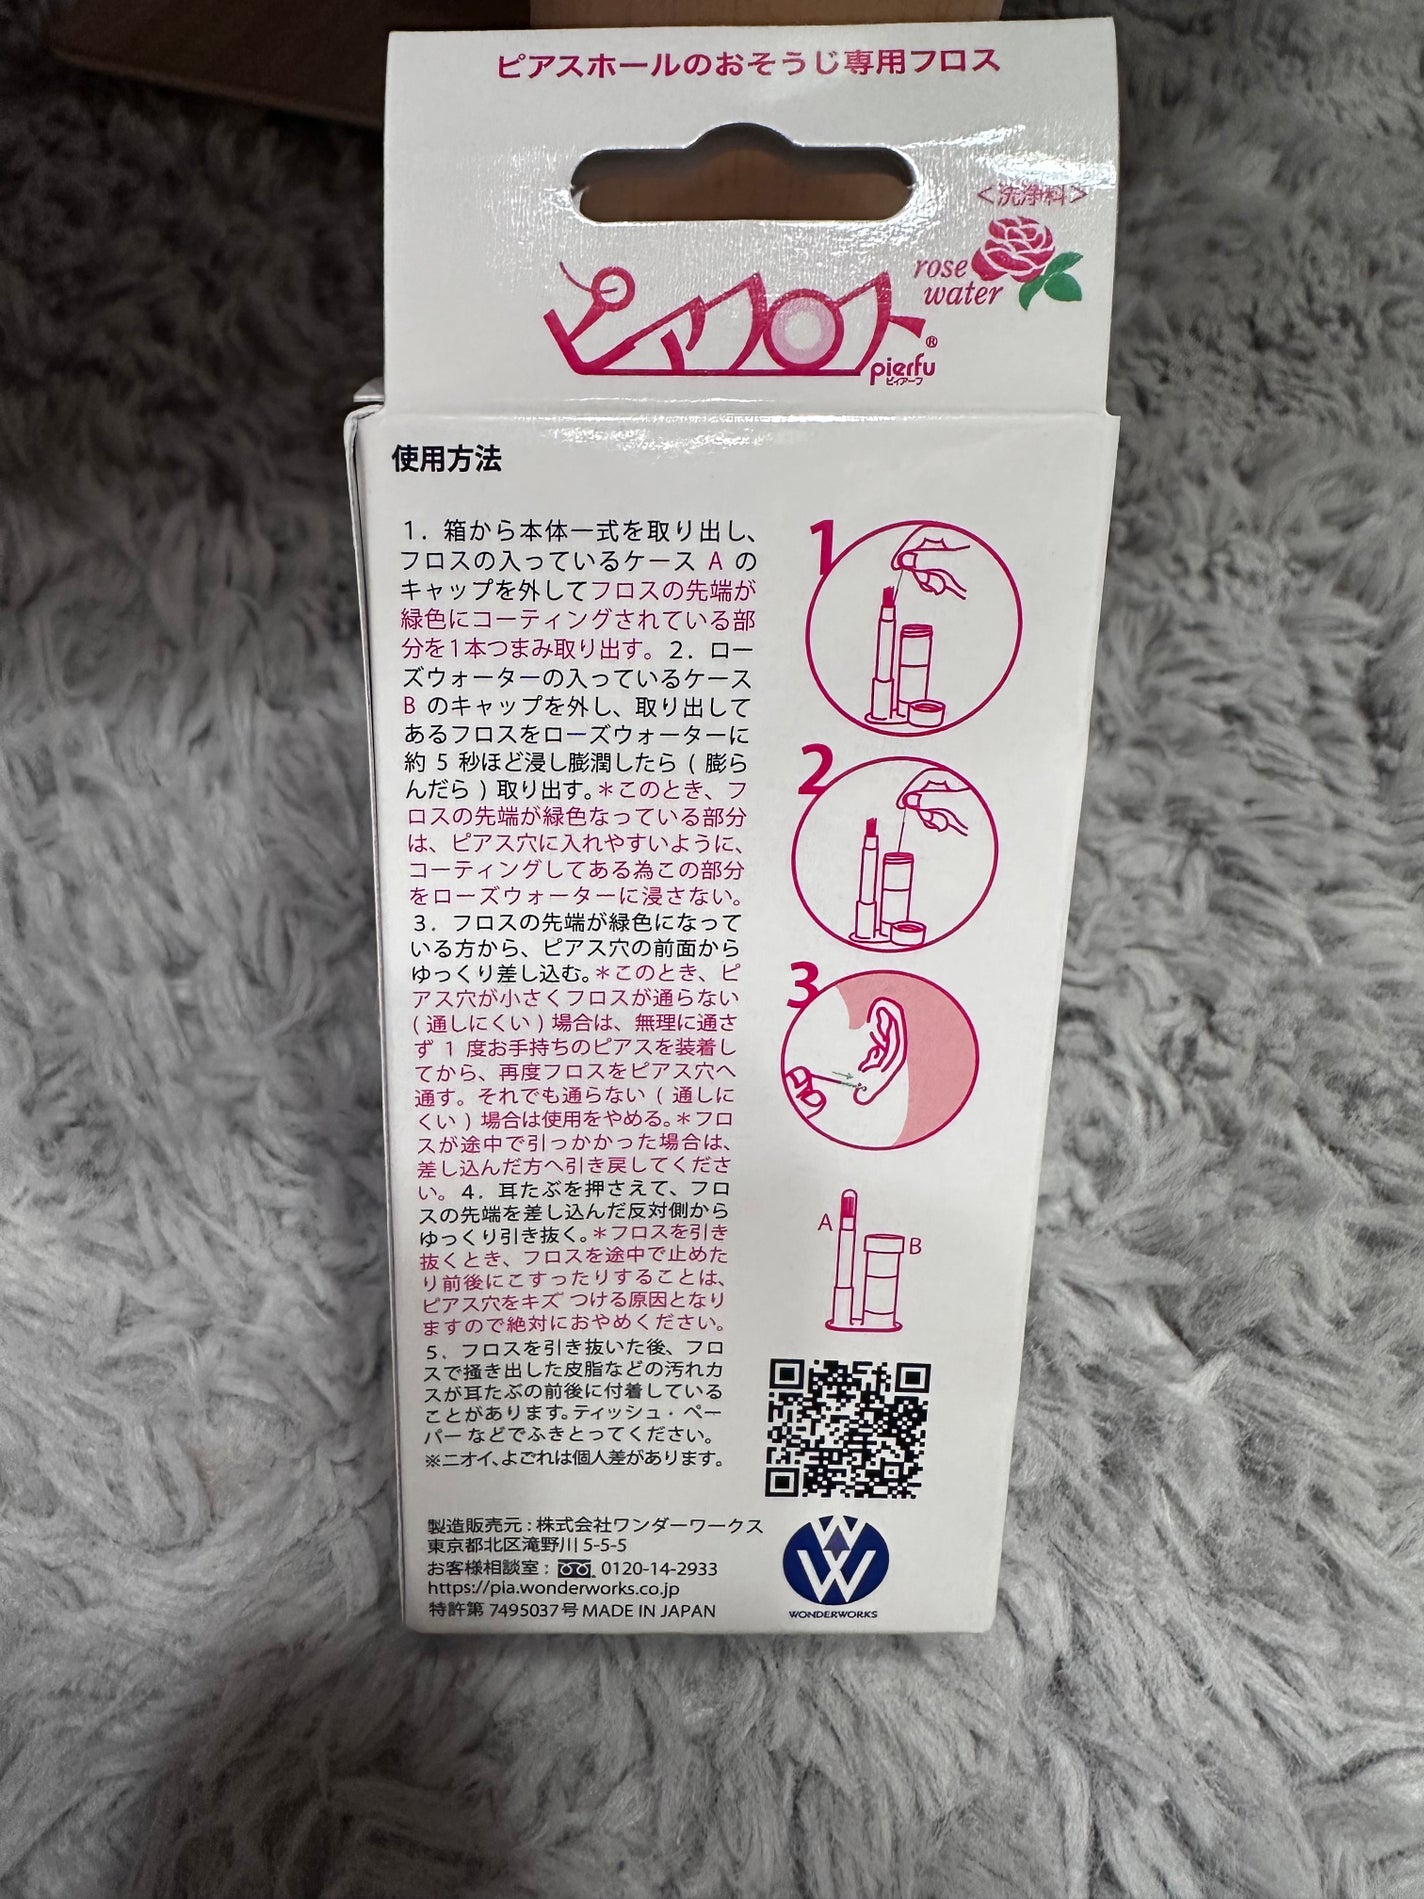 ピアスホールのおそうじ専用フロス
＜洗浄料＞
rose
water
ピアフロス®
pierfu
ピィアーフ
使用方法
1．箱から本体一式を取り出し、
フロスの入っているケース A の
キャップを外してフロスの先端が
緑色にコーティングされている部
分を1本つまみ取り出す。2．ロー
ズウォーターの入っているケース
B のキャップを外し、取り出して
あるフロスをローズウォーターに
約 5 秒ほど浸し膨潤したら ( 膨ら
んだら ) 取り出す。＊このとき、フ
ロスの先端が緑色なっている部分
は、ピアス穴に入れやすいように、
コーティングしてある為この部分
をローズウォーターに浸さない。
3．フロスの先端が緑色になって
いる方から、ピアス穴の前面から
ゆっくり差し込む。＊このとき、ピ
アス穴が小さくフロスが通らない
( 通しにくい ) 場合は、無理に通さ
ず 1 度お手持ちのピアスを装着し
てから、再度フロスをピアス穴へ
通す。それでも通らない ( 通しに
くい ) 場合は使用をやめる。＊フロ
スが途中で引っかかった場合は、
差し込んだ方へ引き戻してくださ
い。4．耳たぶを押さえて、フロ
スの先端を差し込んだ反対側から
ゆっくり引き抜く。＊フロスを引き
抜くとき、フロスを途中で止めた
り前後にこすったりすることは、
ピアス穴をキズ つける原因となり
ますので絶対におやめください。
5．フロスを引き抜いた後、フロ
スで掻き出した皮脂などの汚れカ
スが耳たぶの前後に付着している
ことがあります。ティッシュ・ペー
パーなどでふきとってください。
※ニオイ、よごれは個人差があります。
1
2
3
A
B
製造販売元 : 株式会社ワンダーワークス
東京都北区滝野川 5-5-5
お客様相談室 : 0120-14-2933
https://pia.wonderworks.co.jp
特許第 7495037号 MADE IN JAPAN
W
WONDERWORKS